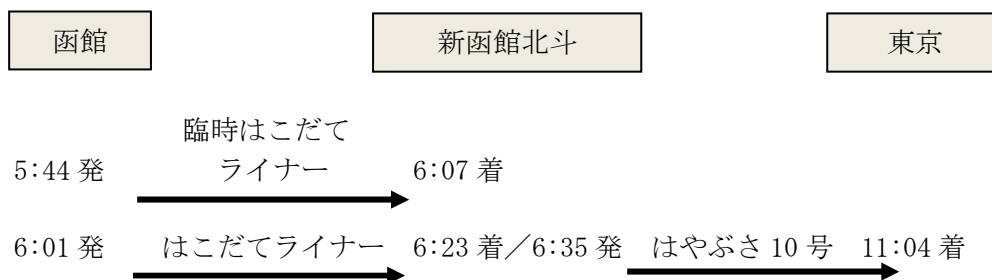 函館 新函館北斗 東京
臨時はこだて
5:44 発 ライナー 6:07 着
6:01 発 はこだてライナー 6:23 着／6:35 発 はやぶさ 10 号 11:04 着